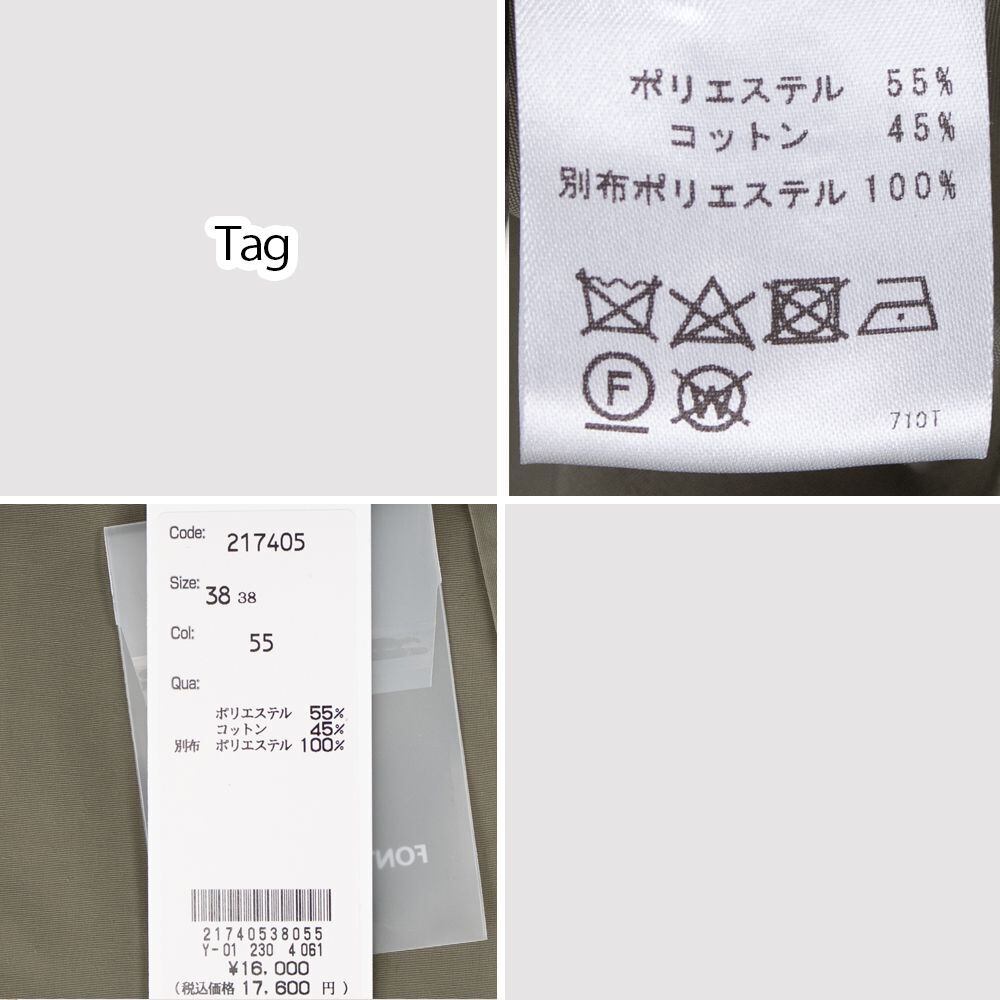 Tag
ポリエステル 55%
コットン 45%
別布ポリエステル 100%
F
W
710T
Code: 217405
Size: 38 38
Col: 55
Qua:
ポリエステル 55%
コットン 45%
別布 ポリエステル 100%
FONT
21740538055
Y-01 230 4061
¥16,000
(税込価格 17,600 円)